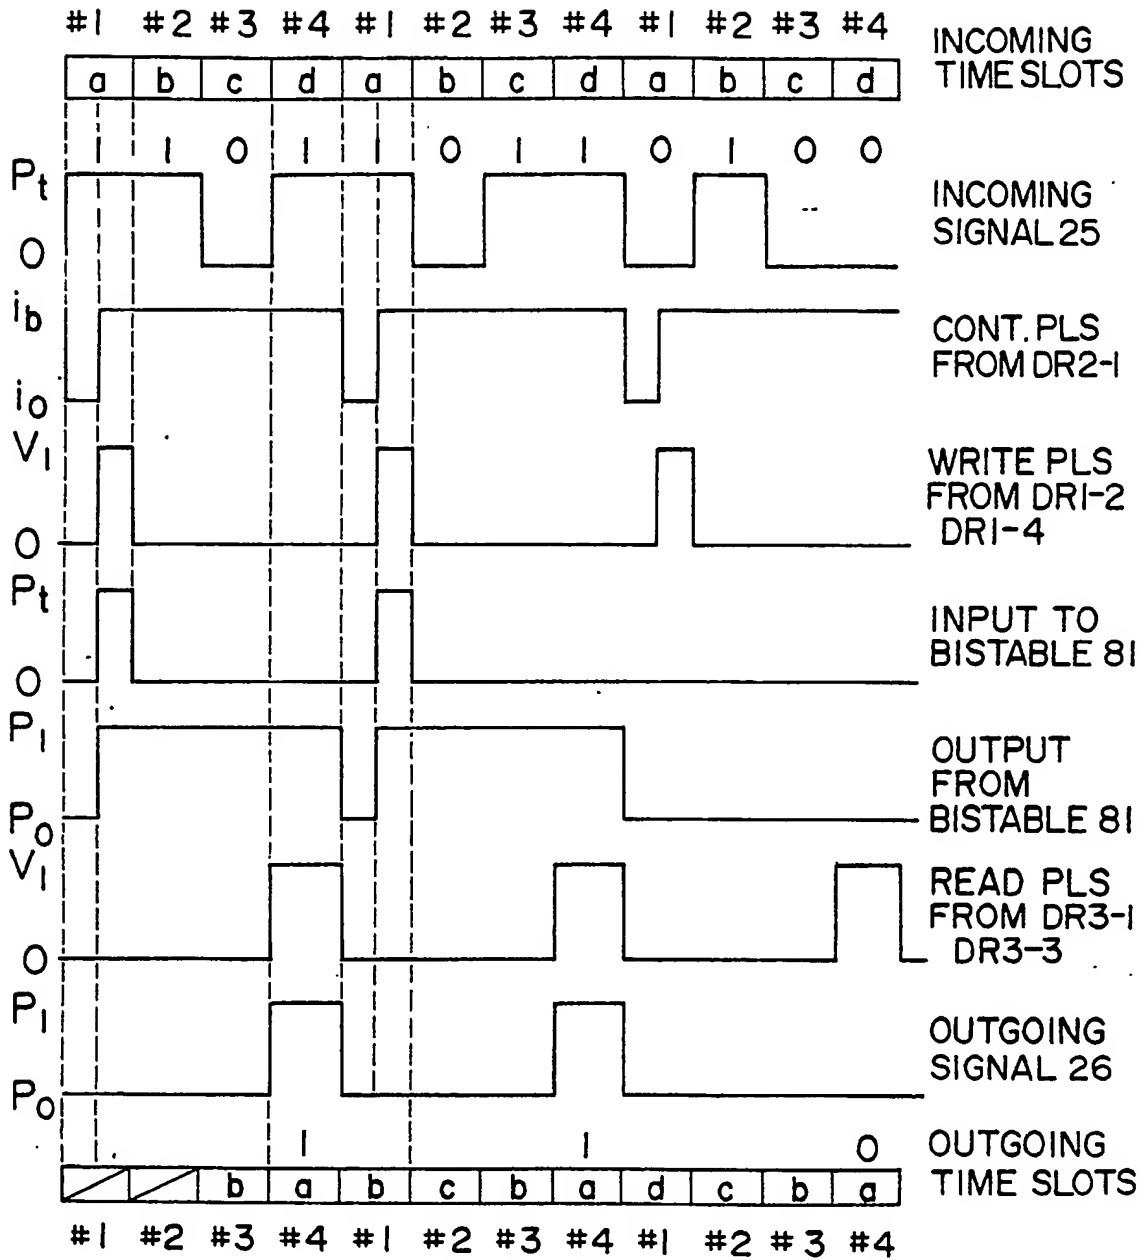 #1 #2 #3 #4 #1 #2 #3 #4 #1 #2 #3 #4
INCOMING
TIME SLOTS
a b c d a b c d a b c d
1 1 0 1 1 0 1 1 0 1 0 0
Pt
0
INCOMING
SIGNAL 25
ib
io
CONT. PLS
FROM DR2-1
V1
0
WRITE PLS
FROM DR1-2
DR1-4
Pt
0
INPUT TO
BISTABLE 81
P1
Po
OUTPUT
FROM
BISTABLE 81
V1
0
READ PLS
FROM DR3-1
DR3-3
P1
Po
OUTGOING
SIGNAL 26
1 1 0
OUTGOING
TIME SLOTS
b a b c b a d c b a
#1 #2 #3 #4 #1 #2 #3 #4 #1 #2 #3 #4